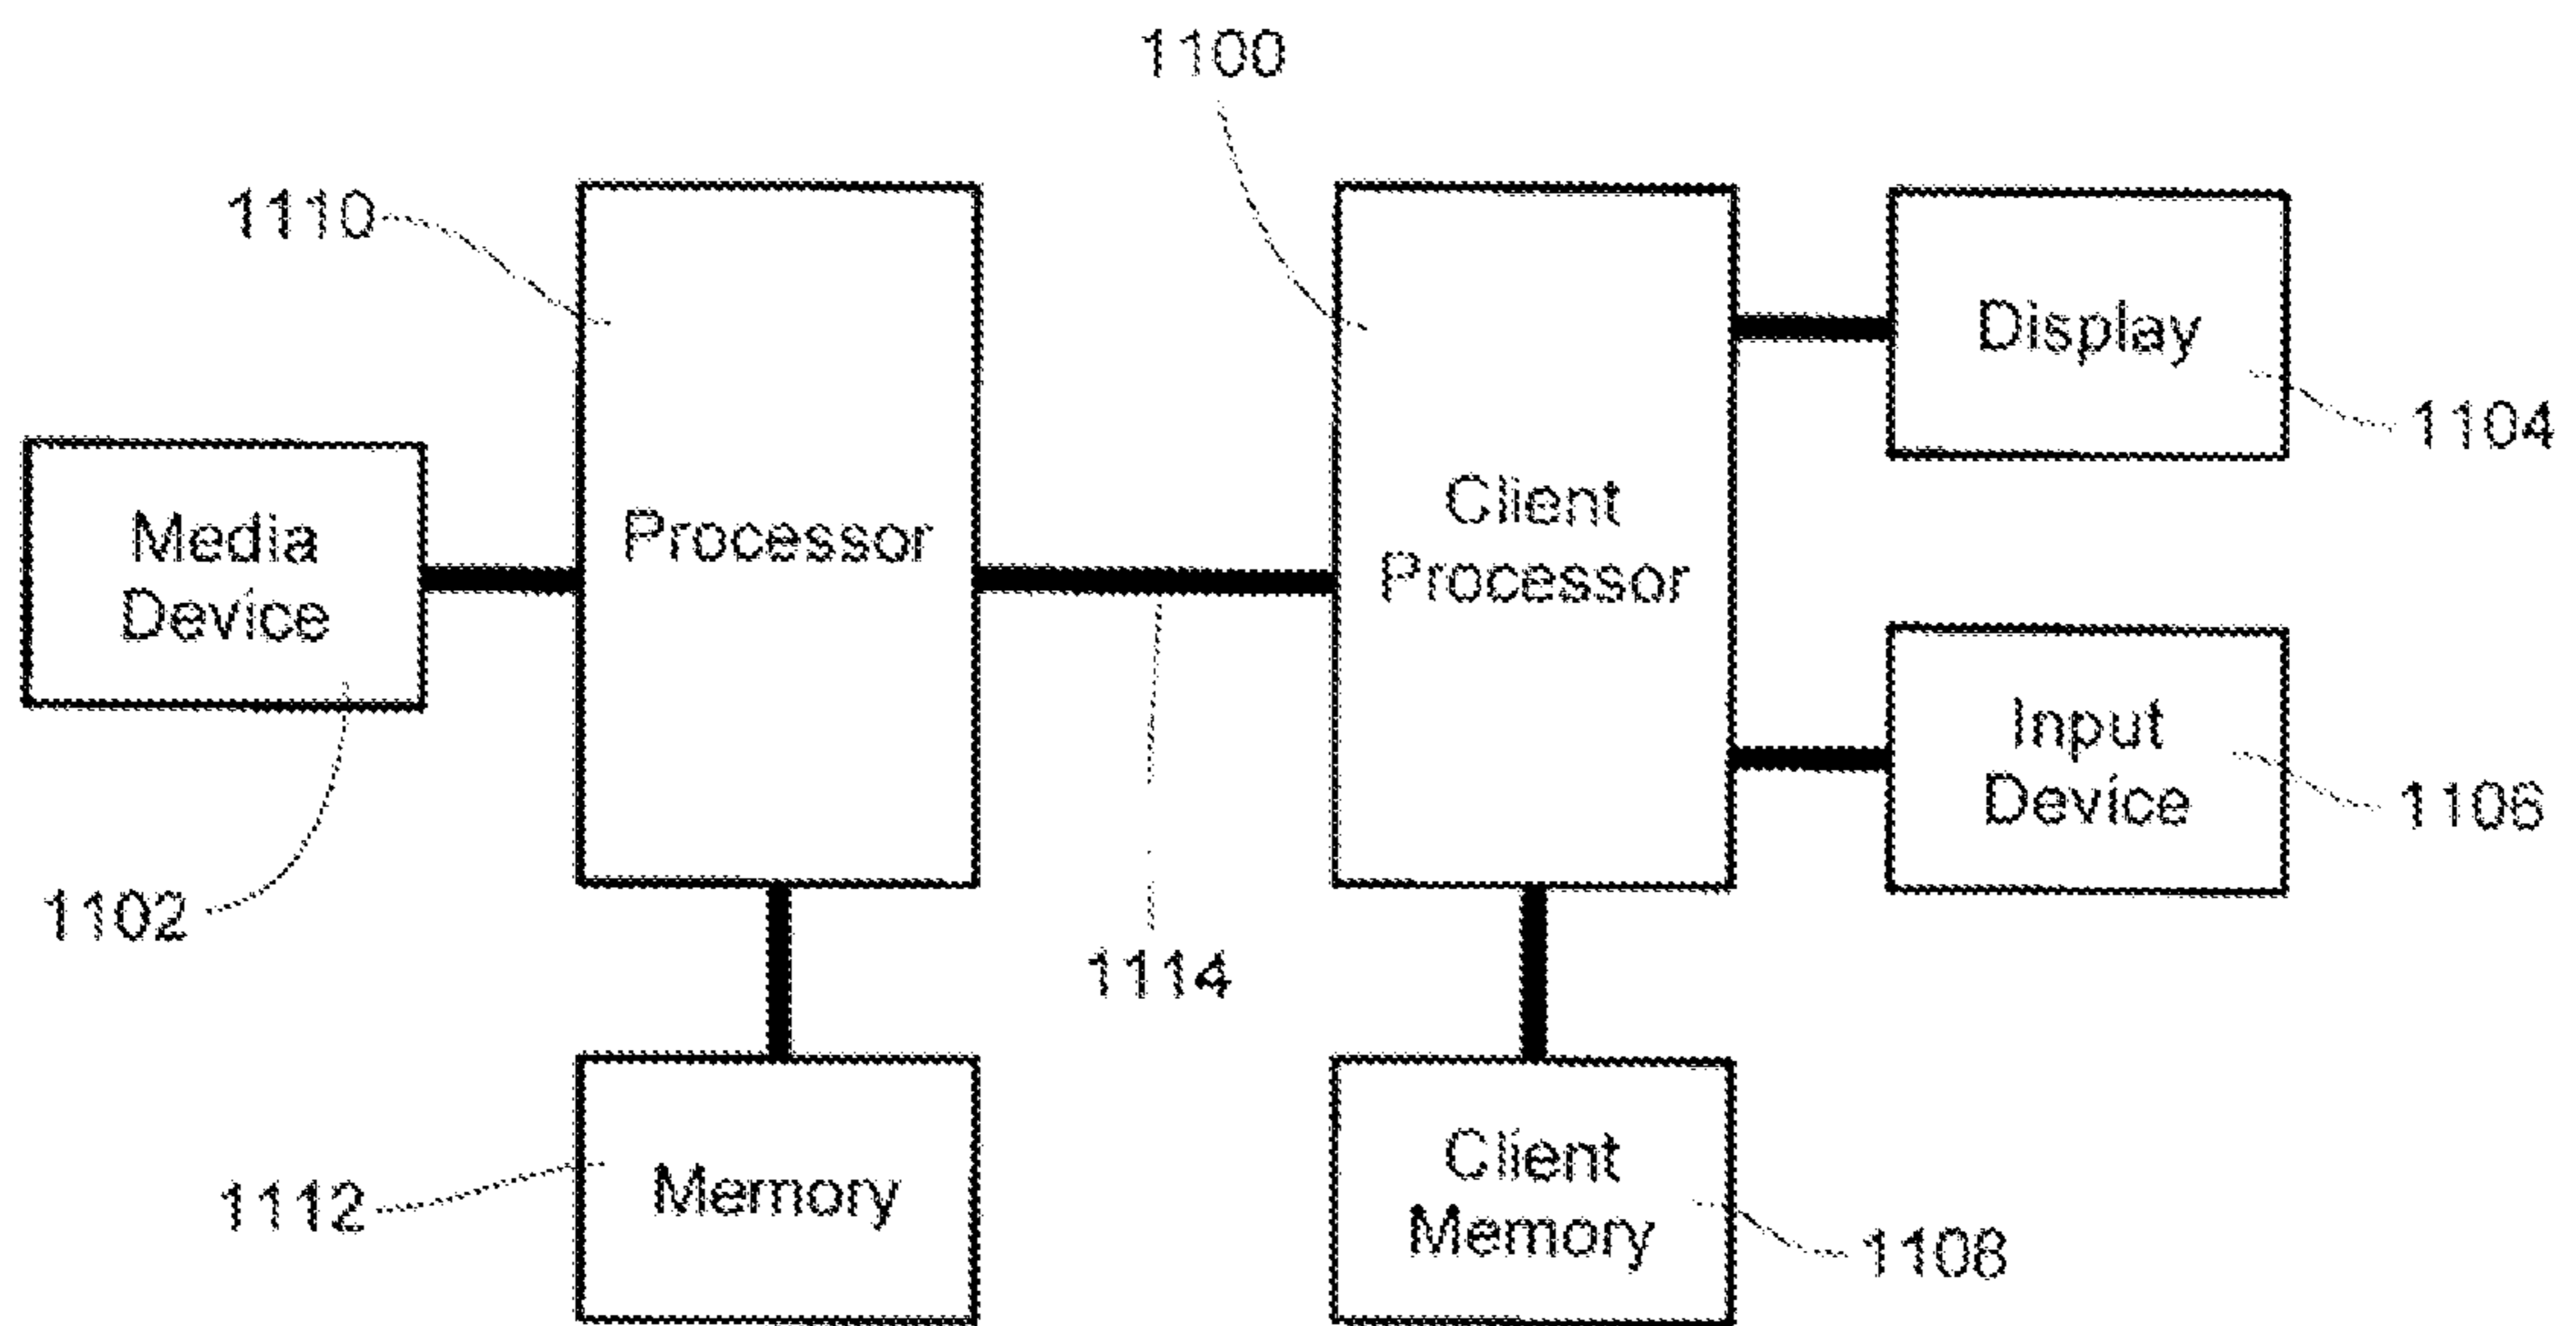 1100
1110
Display
1104
Client
Processor
Processor
Media
Device
Input
Device
1106
1102
1114
Client
Memory
Memory
1112
1108